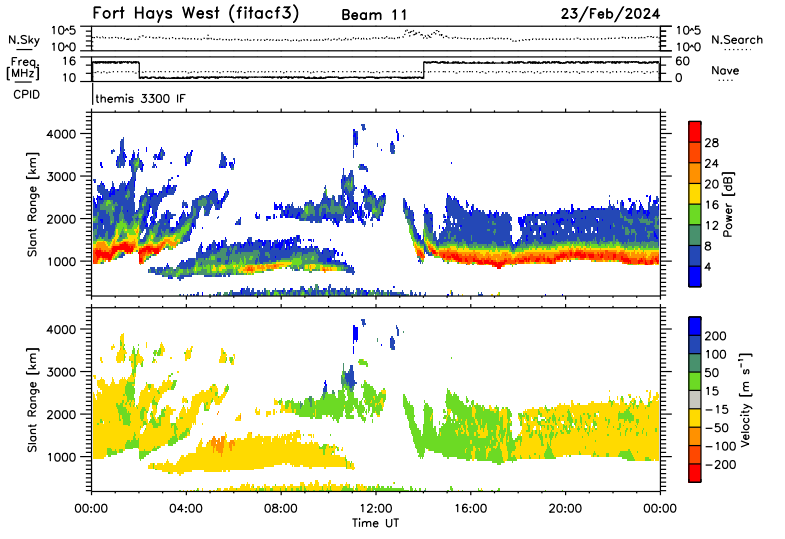 Fort Hays West (fitacf3) Beam 11 23/Feb/2024
N.Sky 10^5 10^0 10^5 10^0 N.Search
Freq. [MHz] 16 10 60 0 Nave
CPID themis 3300 IF
Slant Range [km] 4000 3000 2000 1000
28 24 20 16 12 8 4 Power [dB]
Slant Range [km] 4000 3000 2000 1000
200 100 50 15 −15 −50 −100 −200 Velocity [m s⁻¹]
00:00 04:00 08:00 12:00 16:00 20:00 00:00
Time UT